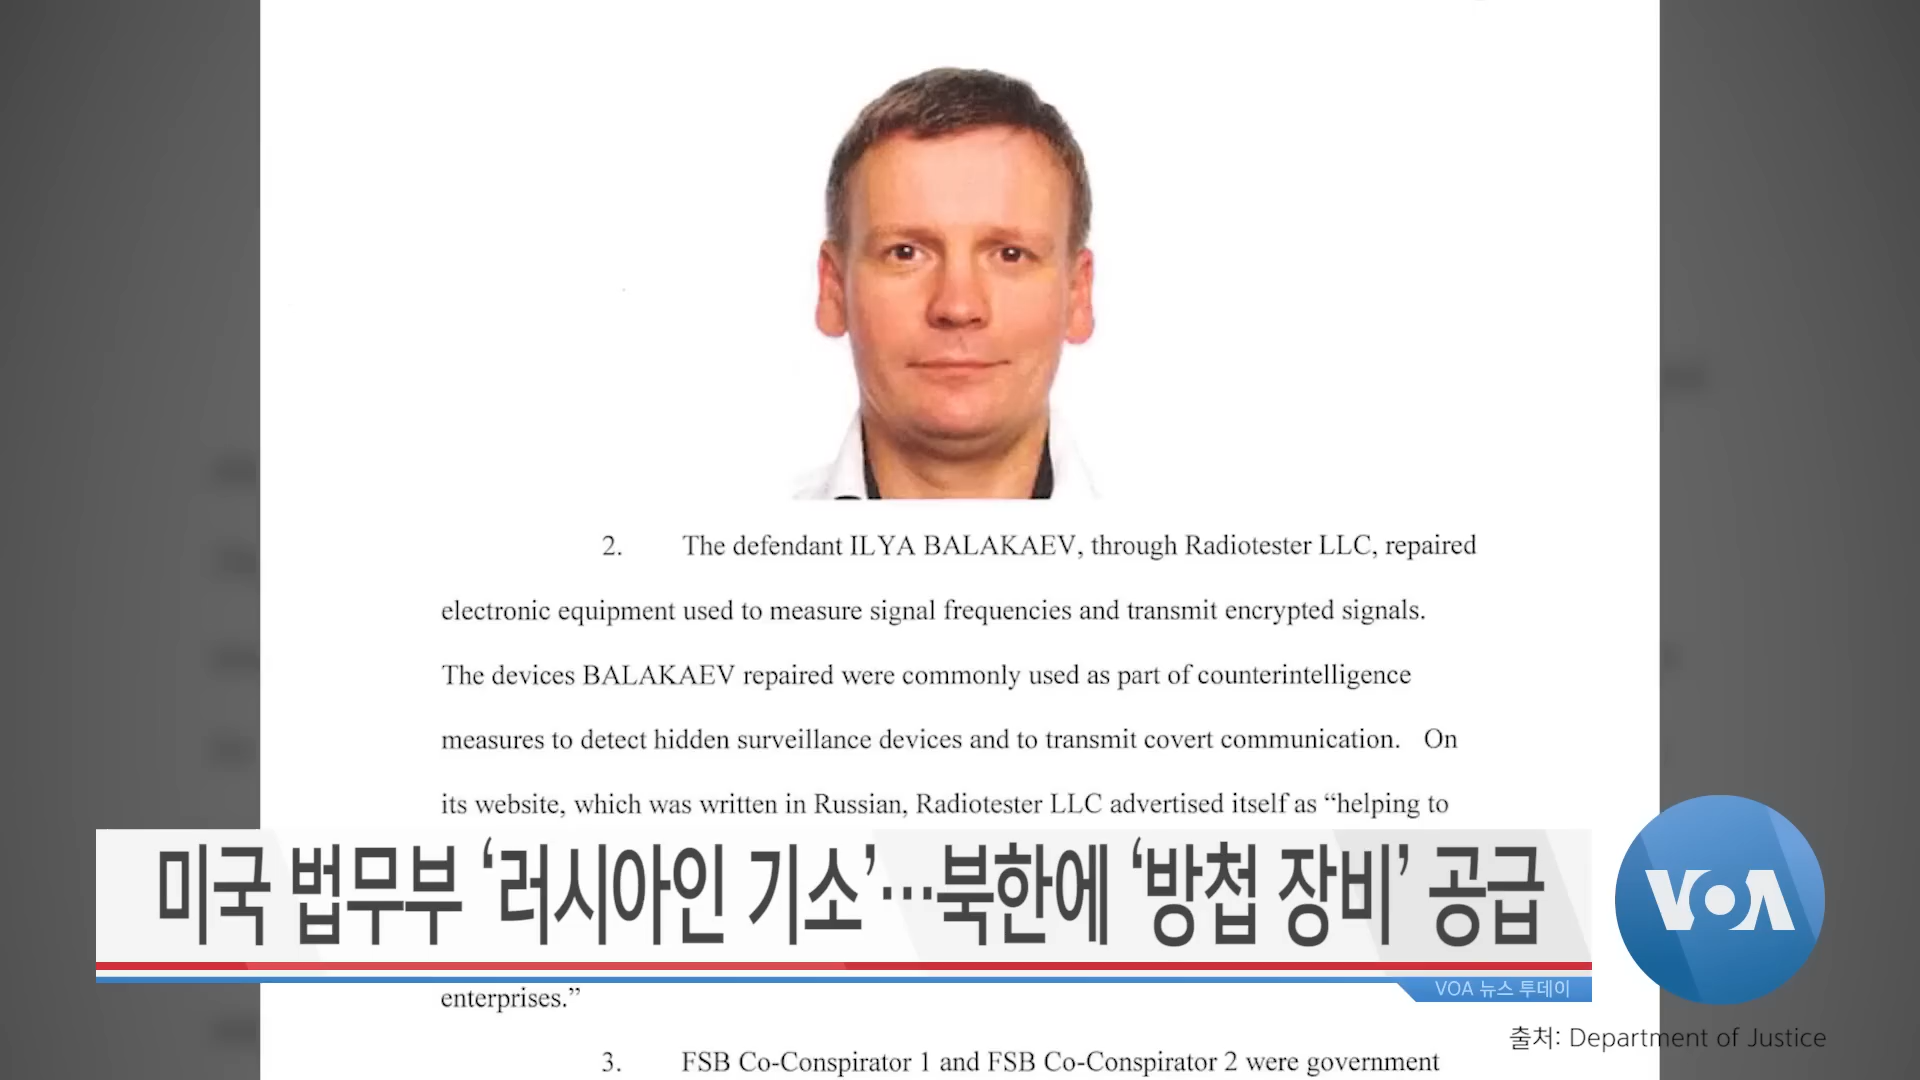 2. The defendant ILYA BALAKAEV, through Radiotester LLC, repaired
electronic equipment used to measure signal frequencies and transmit encrypted signals.
The devices BALAKAEV repaired were commonly used as part of counterintelligence
measures to detect hidden surveillance devices and to transmit covert communication. On
its website, which was written in Russian, Radiotester LLC advertised itself as “helping to
미국 법무부 ‘러시아인 기소’…북한에 ‘방첩 장비’ 공급
VOA
VOA 뉴스 투데이
enterprises.”
출처: Department of Justice
3. FSB Co-Conspirator 1 and FSB Co-Conspirator 2 were government